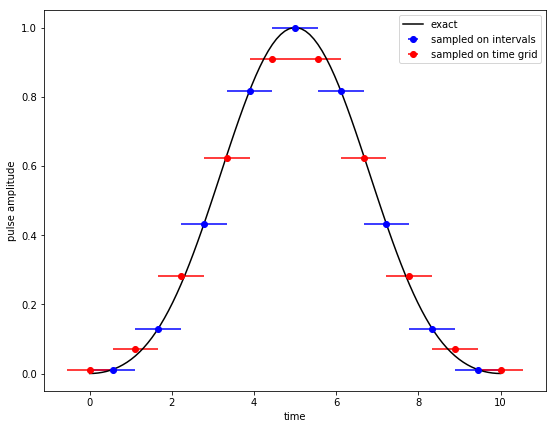 exact
sampled on intervals
sampled on time grid
1.0
0.8
0.6
0.4
0.2
0.0
pulse amplitude
0 2 4 6 8 10
time